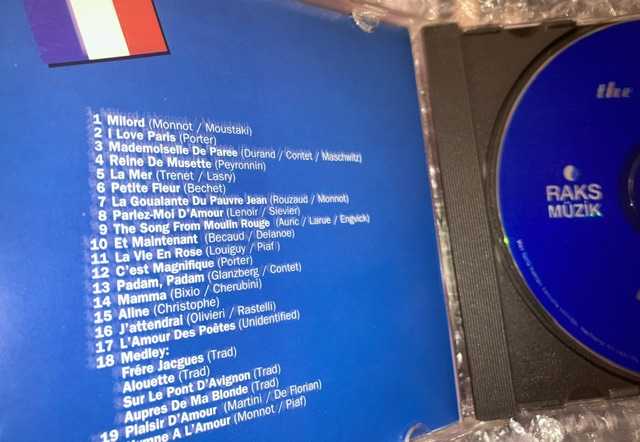 1 Milord (Monnot / Moustaki)
2 I Love Paris (Porter)
3 Mademoiselle De Paree (Durand / Contet / Maschwitz)
4 Reine De Musette (Peyronnin)
5 La Mer (Trenet / Lasry)
6 Petite Fleur (Bechet)
7 La Goualante Du Pauvre Jean (Rouzaud / Monnot)
8 Parlez-Moi D'Amour (Lenoir / Sievier)
9 The Song From Moulin Rouge (Auric / Larue / Engvick)
10 Et Maintenant (Becaud / Delanoe)
11 La Vie En Rose (Louiguy / Piaf)
12 C'est Magnifique (Porter)
13 Padam, Padam (Glanzberg / Contet)
14 Mamma (Bixio / Cherubini)
15 Aline (Christophe)
16 J'attendrai (Olivieri / Rastelli)
17 L'Amour Des Poëtes (Unidentified)
18 Medley:
Frére Jacques (Trad)
Alouette (Trad)
Sur Le Pont D'Avignon (Trad)
Aupres De Ma Blonde (Trad)
19 Plaisir D'Amour (Martini / De Florian)
A L'Amour (Monnot / Piaf)
the
RAKS
MÜZİK